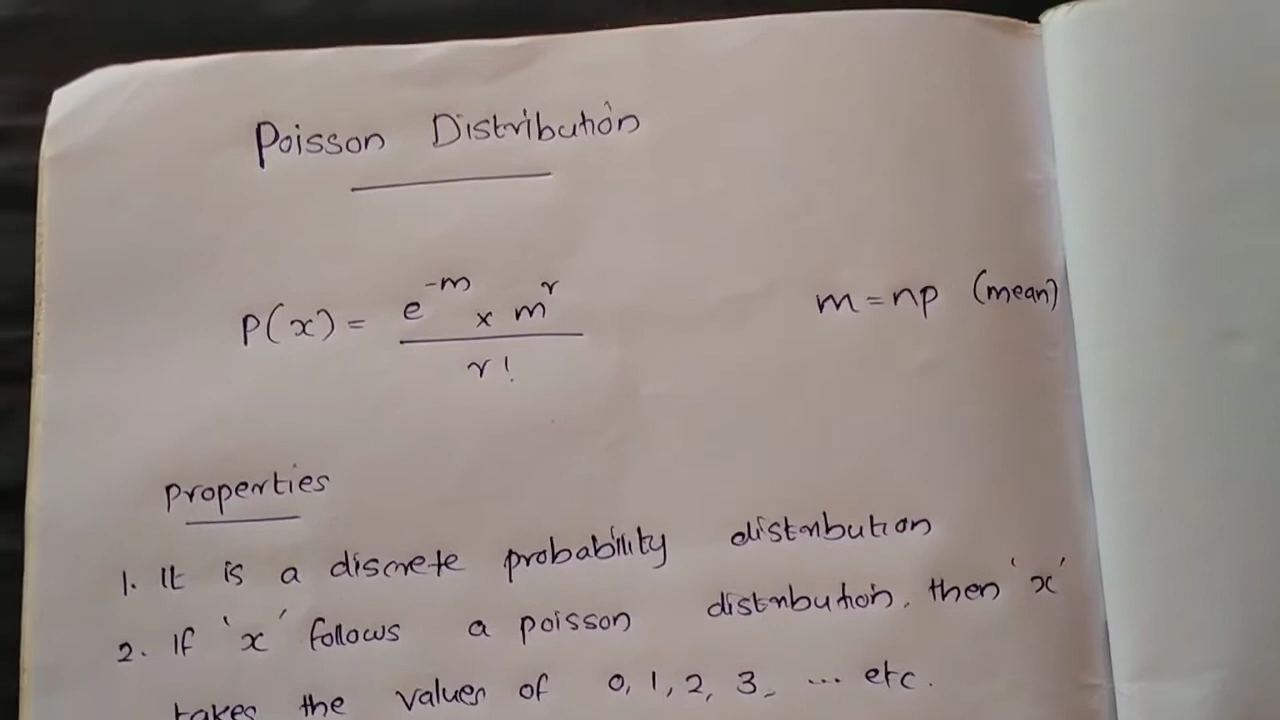 Poisson Distribution
P(x) = e^-m × m^r / r!
m = np (mean)
Properties
1. It is a discrete probability distribution
2. If 'x' follows a poisson distribution, then 'x'
takes the values of 0, 1, 2, 3, ... etc.